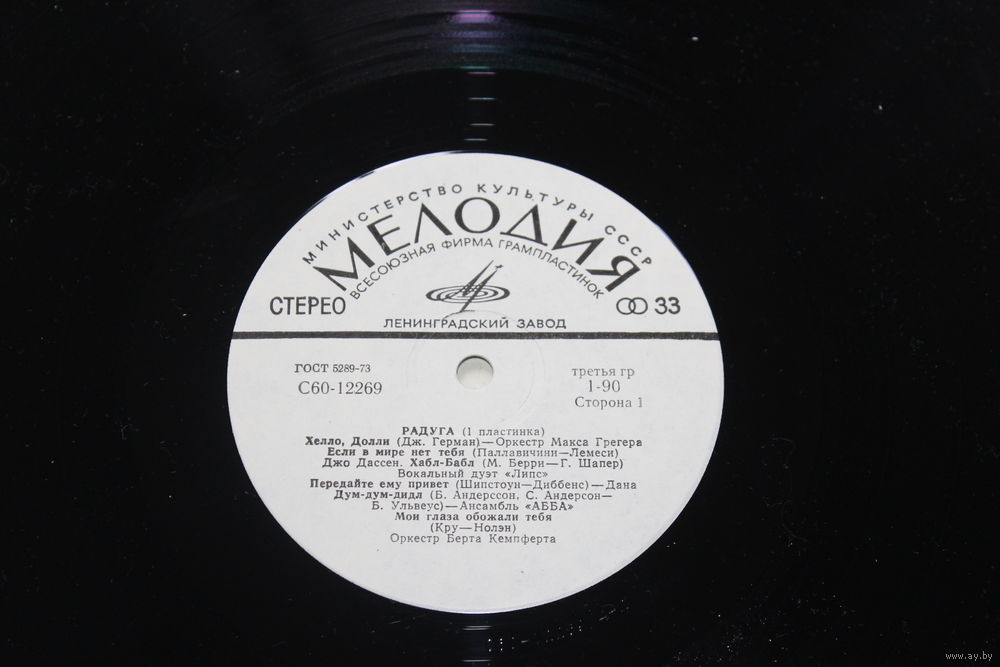 МИНИСТЕРСТВО КУЛЬТУРЫ СССР
МЕЛОДИЯ
ВСЕСОЮЗНАЯ ФИРМА ГРАМПЛАСТИНОК
СТЕРЕО 33
ЛЕНИНГРАДСКИЙ ЗАВОД
ГОСТ 5289-73
С60-12269
третья гр
1-90
Сторона 1
РАДУГА (1 пластинка)
Хелло, Долли (Дж. Герман)—Оркестр Макса Грегера
Если в мире нет тебя (Паллавичини—Лемеси)
Джо Дассен. Хабл-Бабл (М. Берри—Г. Шапер)
Вокальный дуэт «Липс»
Передайте ему привет (Шипстоун—Диббенс)—Дана
Дум-дум-дидл (Б. Андерссон, С. Андерсон—
Б. Ульвеус)—Ансамбль «АББА»
Мои глаза обожали тебя
(Кру—Нолэн)
Оркестр Берта Кемпферта
www.ay.by